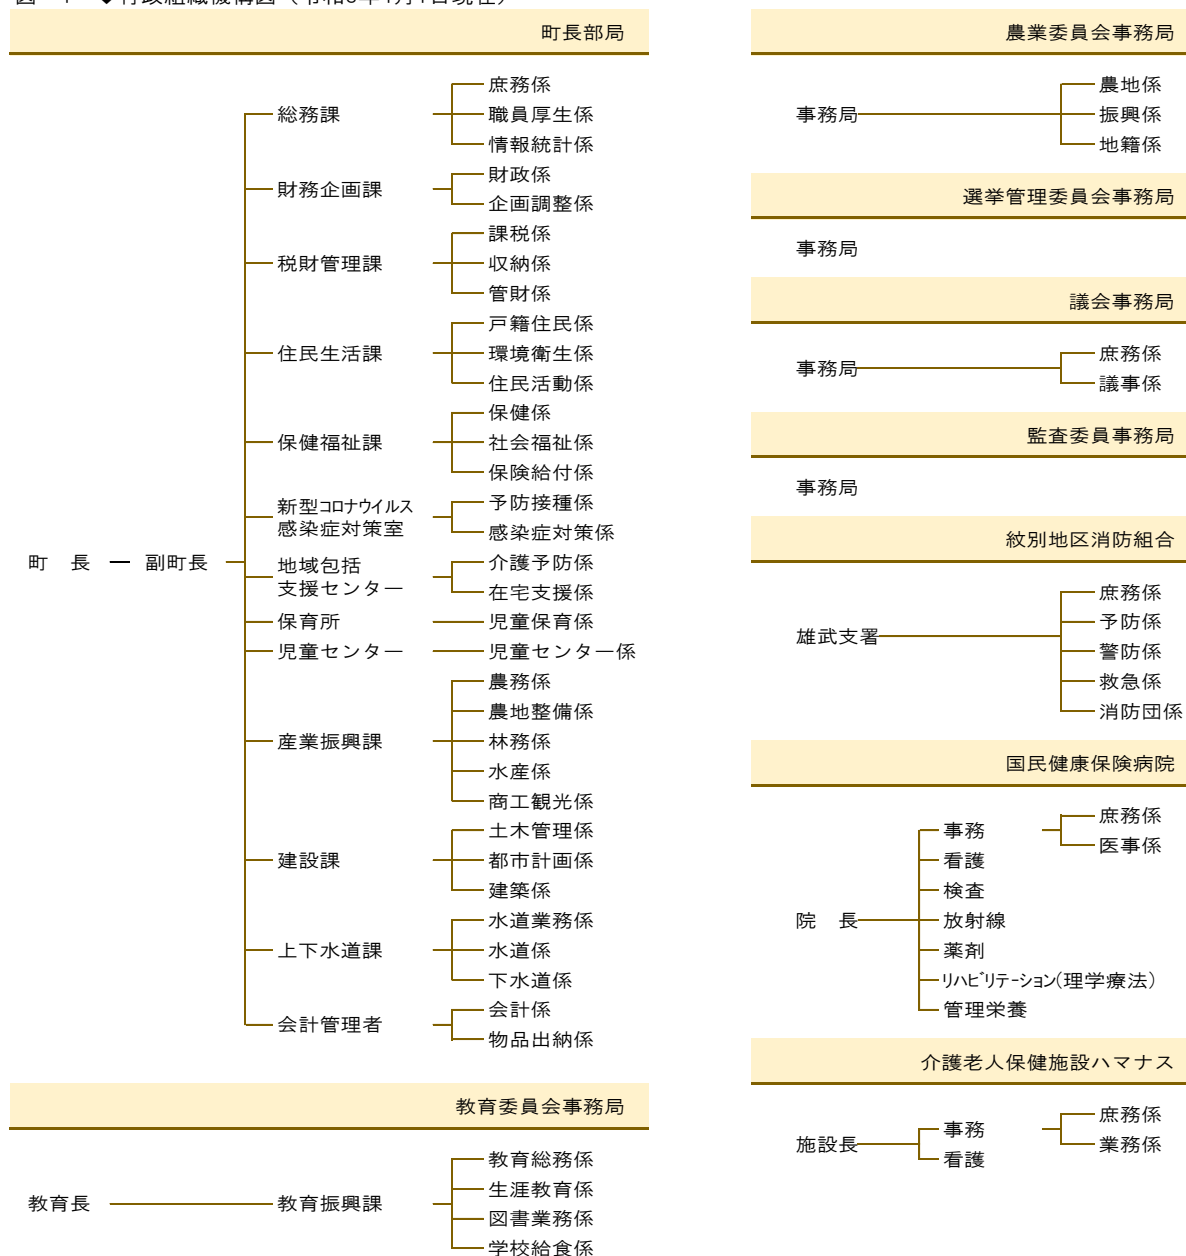 町長部局
総務課
庶務係
職員厚生係
情報統計係
財務企画課
財政係
企画調整係
税財管理課
課税係
収納係
管財係
住民生活課
戸籍住民係
環境衛生係
住民活動係
保健福祉課
保健係
社会福祉係
保険給付係
新型コロナウイルス
感染症対策室
予防接種係
感染症対策係
町　長
副町長
地域包括
支援センター
介護予防係
在宅支援係
保育所
児童保育係
児童センター
児童センター係
産業振興課
農務係
農地整備係
林務係
水産係
商工観光係
建設課
土木管理係
都市計画係
建築係
上下水道課
水道業務係
水道係
下水道係
会計管理者
会計係
物品出納係
教育委員会事務局
教育長
教育振興課
教育総務係
生涯教育係
図書業務係
学校給食係
農業委員会事務局
事務局
農地係
振興係
地籍係
選挙管理委員会事務局
事務局
議会事務局
事務局
庶務係
議事係
監査委員事務局
事務局
紋別地区消防組合
雄武支署
庶務係
予防係
警防係
救急係
消防団係
国民健康保険病院
院　長
事務
庶務係
医事係
看護
検査
放射線
薬剤
リハビリテーション(理学療法)
管理栄養
介護老人保健施設ハマナス
施設長
事務
庶務係
業務係
看護